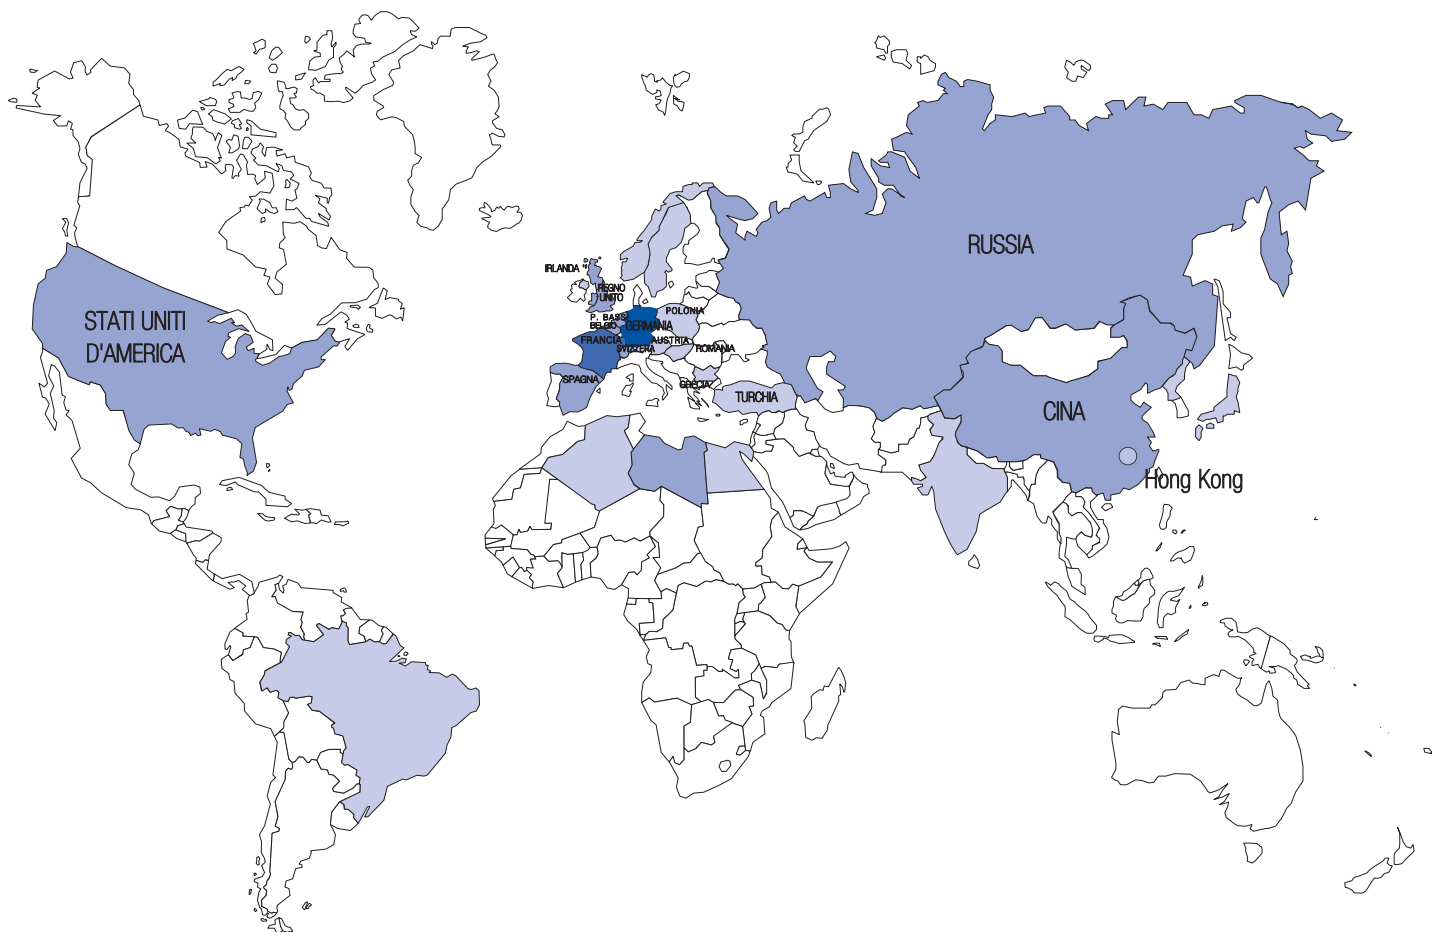 RUSSIA
IRLANDA
REGNO
UNITO
STATI UNITI
D'AMERICA
P. BASSI
BELGIO
POLONIA
GERMANIA
FRANCIA
AUSTRIA
SVIZZERA
ROMANIA
SPAGNA
GRECIA
TURCHIA
CINA
Hong Kong